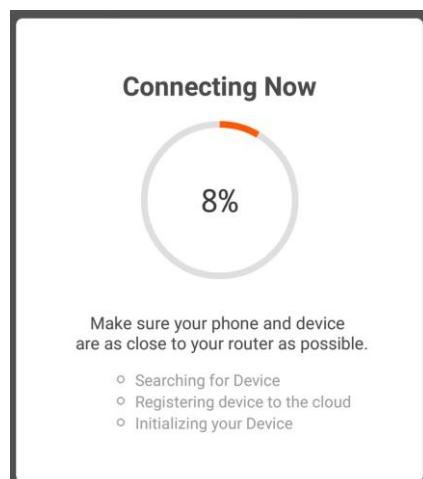 Connecting Now
8%
Make sure your phone and device
are as close to your router as possible.
Searching for Device
Registering device to the cloud
Initializing your Device